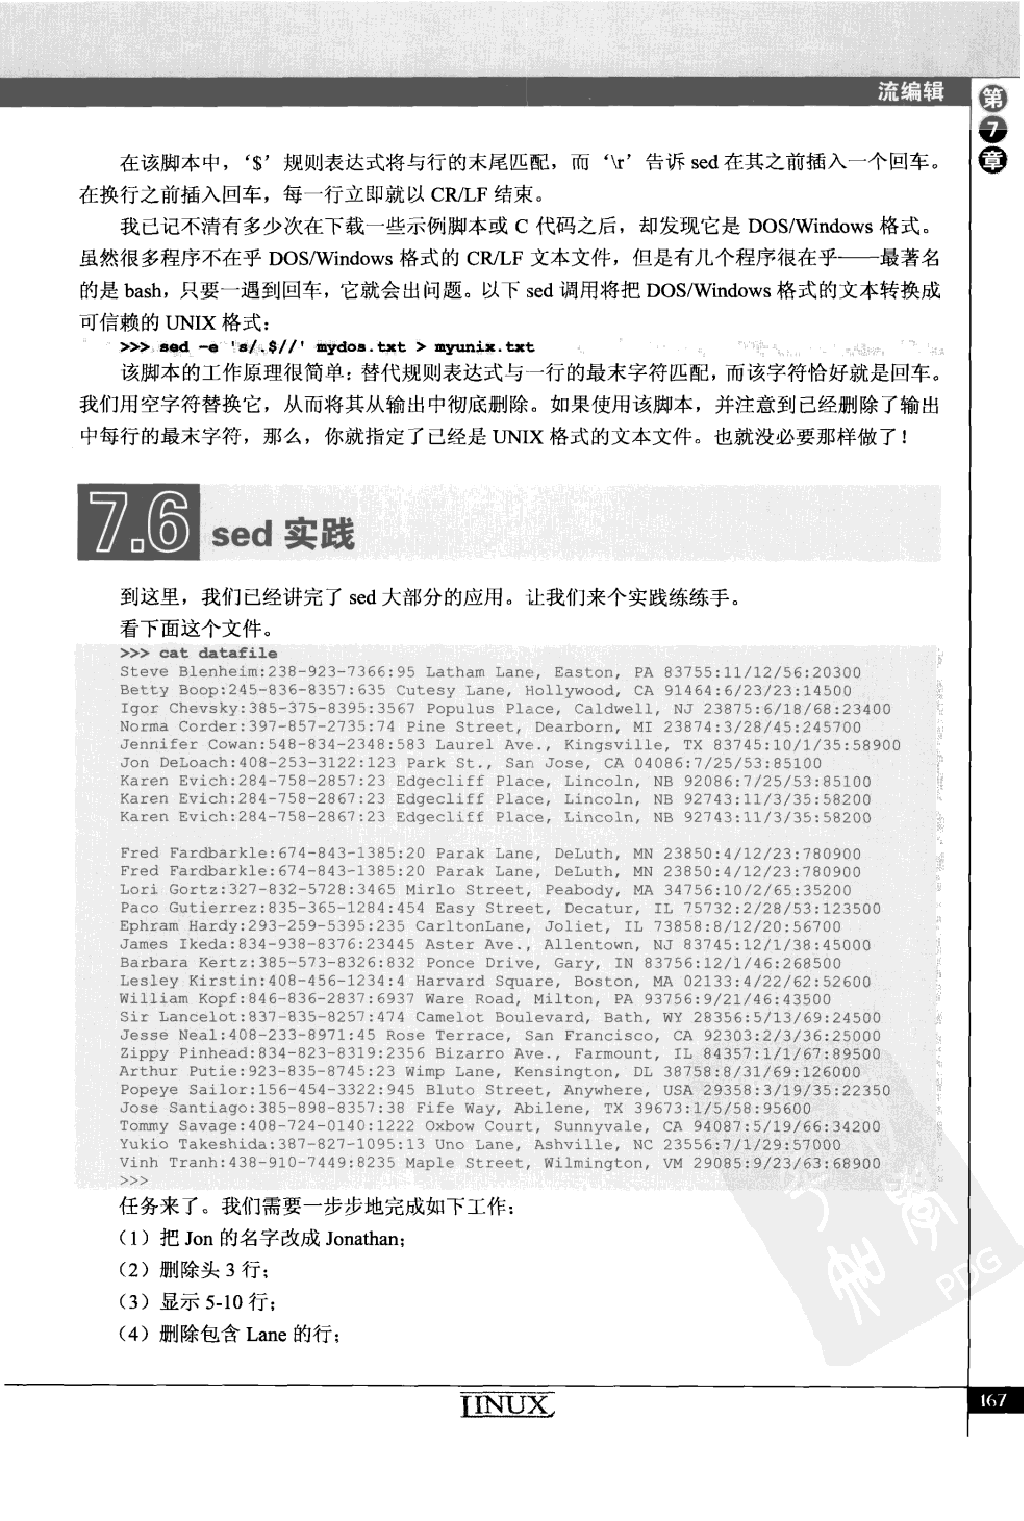 流编辑
第
7
章
在该脚本中，‘$’规则表达式将与行的末尾匹配，而‘\r’告诉 sed 在其之前插入一个回车。
在换行之前插入回车，每一行立即就以 CR/LF 结束。
我已记不清有多少次在下载一些示例脚本或 C 代码之后，却发现它是 DOS/Windows 格式。
虽然很多程序不在乎 DOS/Windows 格式的 CR/LF 文本文件，但是有几个程序很在乎——最著名
的是 bash，只要一遇到回车，它就会出问题。以下 sed 调用将把 DOS/Windows 格式的文本转换成
可信赖的 UNIX 格式：
>>> sed -e 's/.$//' mydos.txt > myunix.txt
该脚本的工作原理很简单：替代规则表达式与一行的最末字符匹配，而该字符恰好就是回车。
我们用空字符替换它，从而将其从输出中彻底删除。如果使用该脚本，并注意到已经删除了输出
中每行的最末字符，那么，你就指定了已经是 UNIX 格式的文本文件。也就没必要那样做了！
7.6 sed 实践
到这里，我们已经讲完了 sed 大部分的应用。让我们来个实践练练手。
看下面这个文件。
>>> cat datafile
Steve Blenheim:238-923-7366:95 Latham Lane, Easton, PA 83755:11/12/56:20300
Betty Boop:245-836-8357:635 Cutesy Lane, Hollywood, CA 91464:6/23/23:14500
Igor Chevsky:385-375-8395:3567 Populus Place, Caldwell, NJ 23875:6/18/68:23400
Norma Corder:397-857-2735:74 Pine Street, Dearborn, MI 23874:3/28/45:245700
Jennifer Cowan:548-834-2348:583 Laurel Ave., Kingsville, TX 83745:10/1/35:58900
Jon DeLoach:408-253-3122:123 Park St., San Jose, CA 04086:7/25/53:85100
Karen Evich:284-758-2857:23 Edgecliff Place, Lincoln, NB 92086:7/25/53:85100
Karen Evich:284-758-2867:23 Edgecliff Place, Lincoln, NB 92743:11/3/35:58200
Karen Evich:284-758-2867:23 Edgecliff Place, Lincoln, NB 92743:11/3/35:58200
Fred Fardbarkle:674-843-1385:20 Parak Lane, DeLuth, MN 23850:4/12/23:780900
Fred Fardbarkle:674-843-1385:20 Parak Lane, DeLuth, MN 23850:4/12/23:780900
Lori Gortz:327-832-5728:3465 Mirlo Street, Peabody, MA 34756:10/2/65:35200
Paco Gutierrez:835-365-1284:454 Easy Street, Decatur, IL 75732:2/28/53:123500
Ephram Hardy:293-259-5395:235 CarltonLane, Joliet, IL 73858:8/12/20:56700
James Ikeda:834-938-8376:23445 Aster Ave., Allentown, NJ 83745:12/1/38:45000
Barbara Kertz:385-573-8326:832 Ponce Drive, Gary, IN 83756:12/1/46:268500
Lesley Kirstin:408-456-1234:4 Harvard Square, Boston, MA 02133:4/22/62:52600
William Kopf:846-836-2837:6937 Ware Road, Milton, PA 93756:9/21/46:43500
Sir Lancelot:837-835-8257:474 Camelot Boulevard, Bath, WY 28356:5/13/69:24500
Jesse Neal:408-233-8971:45 Rose Terrace, San Francisco, CA 92303:2/3/36:25000
Zippy Pinhead:834-823-8319:2356 Bizarro Ave., Farmount, IL 84357:1/1/67:89500
Arthur Putie:923-835-8745:23 Wimp Lane, Kensington, DL 38758:8/31/69:126000
Popeye Sailor:156-454-3322:945 Bluto Street, Anywhere, USA 29358:3/19/35:22350
Jose Santiago:385-898-8357:38 Fife Way, Abilene, TX 39673:1/5/58:95600
Tommy Savage:408-724-0140:1222 Oxbow Court, Sunnyvale, CA 94087:5/19/66:34200
Yukio Takeshida:387-827-1095:13 Uno Lane, Ashville, NC 23556:7/1/29:57000
Vinh Tranh:438-910-7449:8235 Maple Street, Wilmington, VM 29085:9/23/63:68900
>>>
任务来了。我们需要一步步地完成如下工作：
（1）把 Jon 的名字改成 Jonathan；
（2）删除头 3 行；
（3）显示 5-10 行；
（4）删除包含 Lane 的行；
PDG
LINUX
167